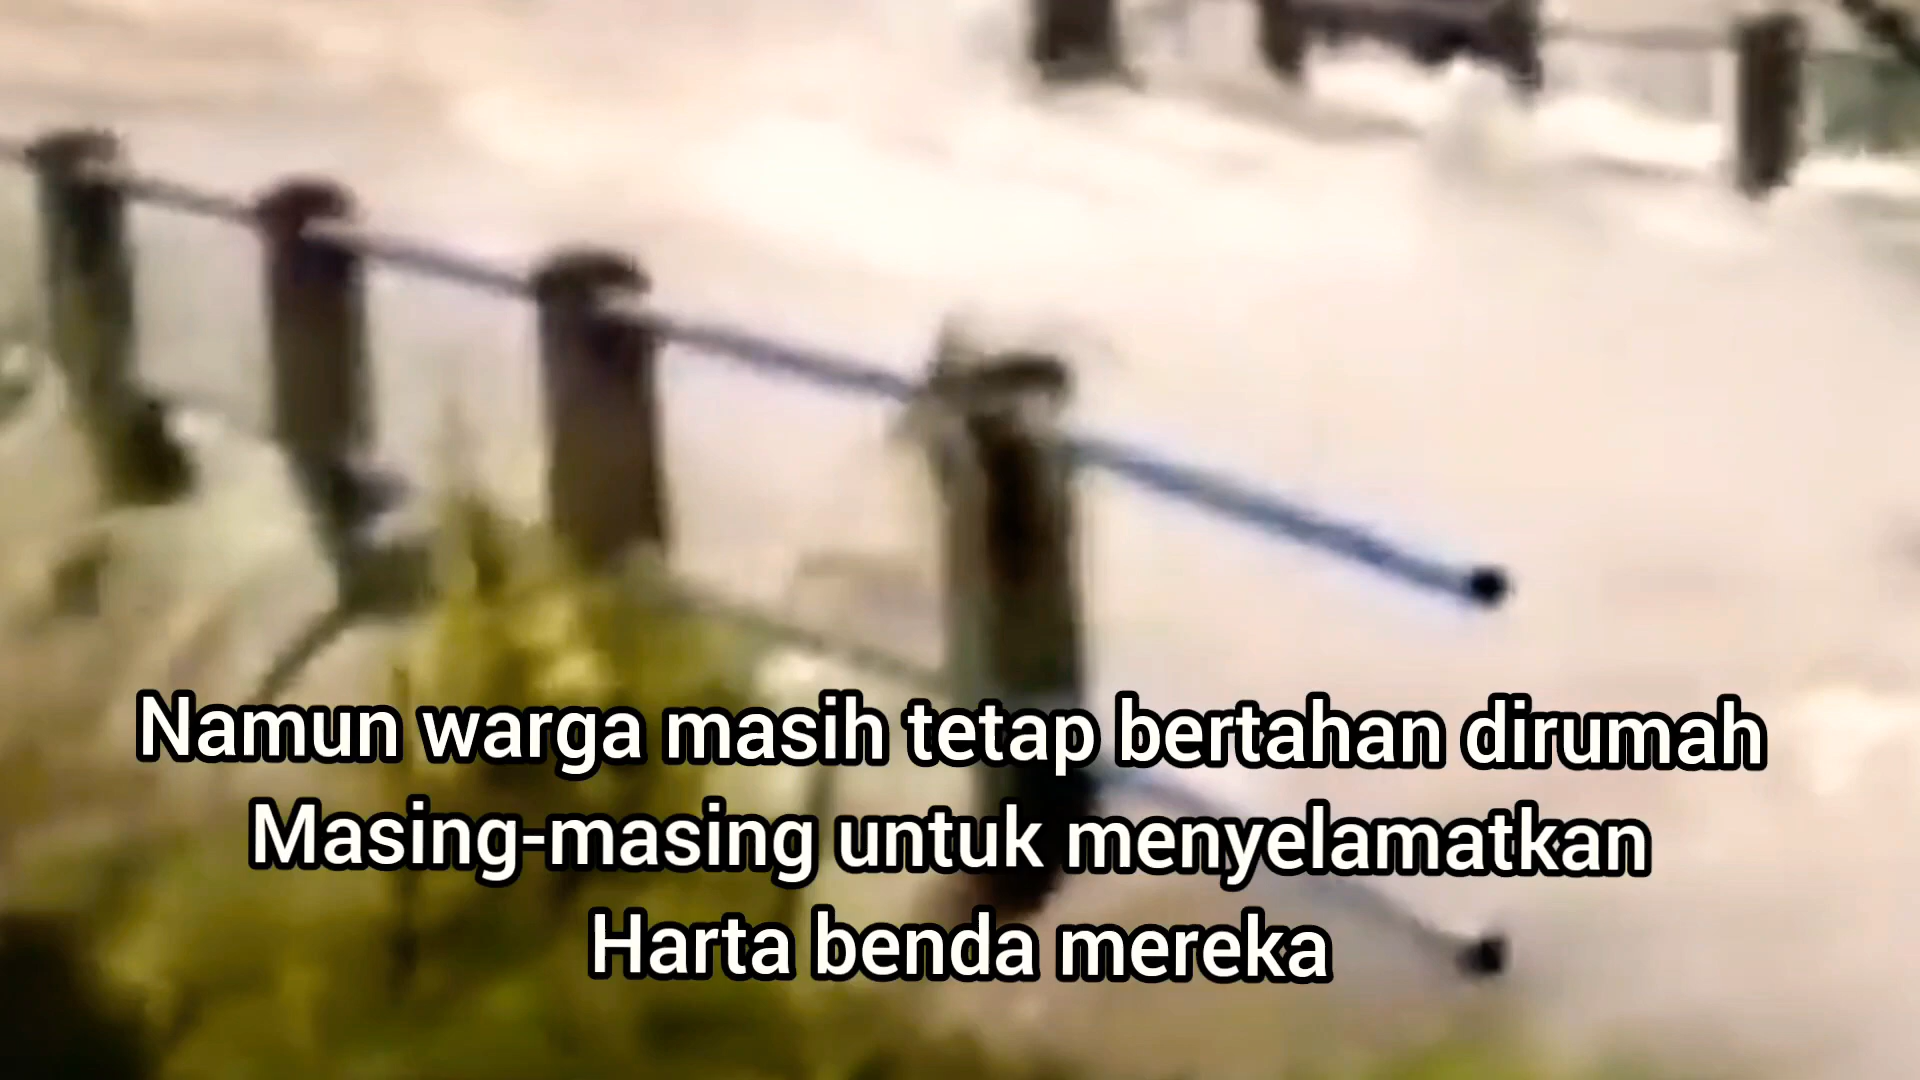 Namun warga masih tetap bertahan dirumah
Masing-masing untuk menyelamatkan
Harta benda mereka